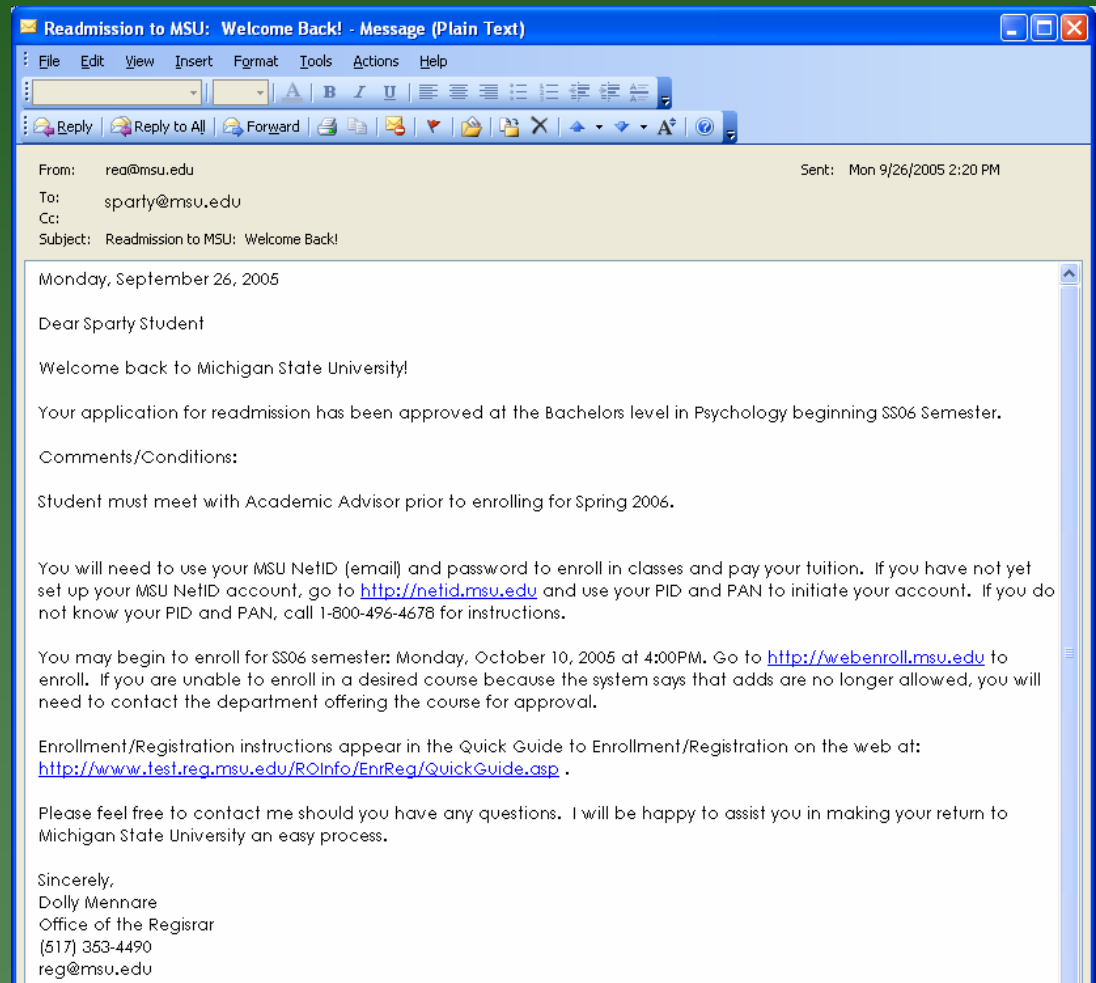 Readmission to MSU:  Welcome Back! - Message (Plain Text)
File Edit View Insert Format Tools Actions Help
A B I U
Reply Reply to All Forward
From: reg@msu.edu Sent: Mon 9/26/2005 2:20 PM
To: sparty@msu.edu
Cc:
Subject: Readmission to MSU:  Welcome Back!
Monday, September 26, 2005
Dear Sparty Student
Welcome back to Michigan State University!
Your application for readmission has been approved at the Bachelors level in Psychology beginning SS06 Semester.
Comments/Conditions:
Student must meet with Academic Advisor prior to enrolling for Spring 2006.
You will need to use your MSU NetID (email) and password to enroll in classes and pay your tuition.  If you have not yet
set up your MSU NetID account, go to http://netid.msu.edu and use your PID and PAN to initiate your account.  If you do
not know your PID and PAN, call 1-800-496-4678 for instructions.
You may begin to enroll for SS06 semester: Monday, October 10, 2005 at 4:00PM. Go to http://webenroll.msu.edu to
enroll.  If you are unable to enroll in a desired course because the system says that adds are no longer allowed, you will
need to contact the department offering the course for approval.
Enrollment/Registration instructions appear in the Quick Guide to Enrollment/Registration on the web at:
http://www.test.reg.msu.edu/ROInfo/EnrReg/QuickGuide.asp .
Please feel free to contact me should you have any questions.  I will be happy to assist you in making your return to
Michigan State University an easy process.
Sincerely,
Dolly Mennare
Office of the Regisrar
(517) 353-4490
reg@msu.edu